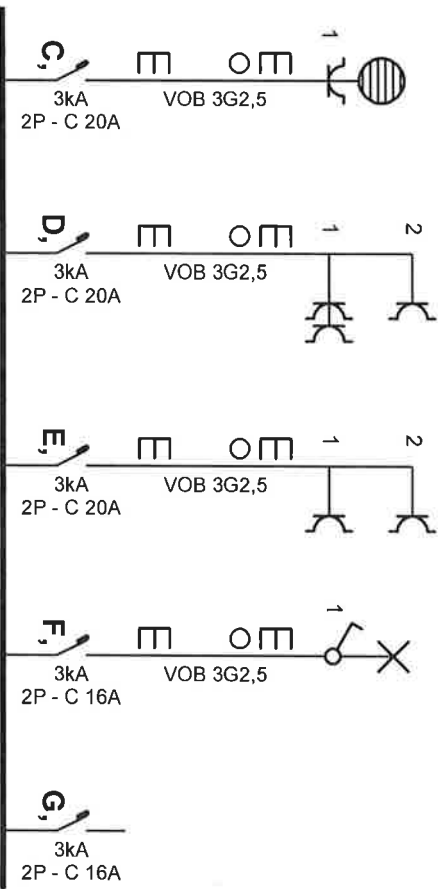 C,
3kA
2P - C 20A
VOB 3G2,5
1
D,
3kA
2P - C 20A
VOB 3G2,5
1
2
E,
3kA
2P - C 20A
VOB 3G2,5
1
2
F,
3kA
2P - C 16A
VOB 3G2,5
1
G,
3kA
2P - C 16A